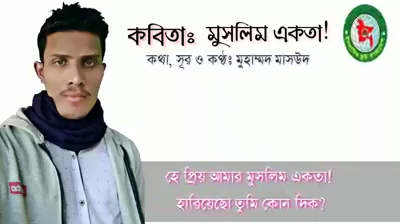 কবিতাঃ মুসলিম একতা!
কথা, সূর ও কণ্ঠঃ মুহাম্মদ মাসউদ
হে প্রিয় আমার মুসলিম একতা!
হারিয়েছো তুমি কোন দিক?